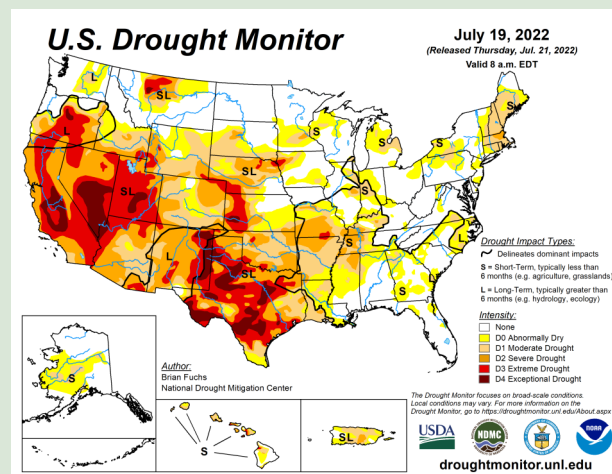 U.S. Drought Monitor
July 19, 2022
(Released Thursday, Jul. 21, 2022)
Valid 8 a.m. EDT
L
SL
S
S
S
S
L
SL
SL
S
L
S
L
SL
S
L
S
Drought Impact Types:
Delineates dominant impacts
S = Short-Term, typically less than
6 months (e.g. agriculture, grasslands)
L = Long-Term, typically greater than
6 months (e.g. hydrology, ecology)
Intensity:
None
D0 Abnormally Dry
D1 Moderate Drought
D2 Severe Drought
D3 Extreme Drought
D4 Exceptional Drought
Author:
Brian Fuchs
National Drought Mitigation Center
S
S
SL
The Drought Monitor focuses on broad-scale conditions.
Local conditions may vary. For more information on the
Drought Monitor, go to https://droughtmonitor.unl.edu/About.aspx
USDA
NDMC
NOAA
droughtmonitor.unl.edu